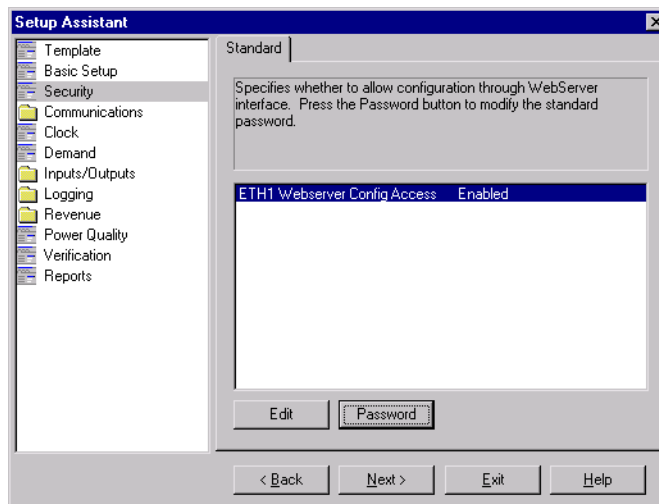 Setup Assistant
Template
Basic Setup
Security
Communications
Clock
Demand
Inputs/Outputs
Logging
Revenue
Power Quality
Verification
Reports
Standard
Specifies whether to allow configuration through WebServer
interface. Press the Password button to modify the standard
password.
ETH1 Webserver Config Access Enabled
Edit Password
< Back Next > Exit Help